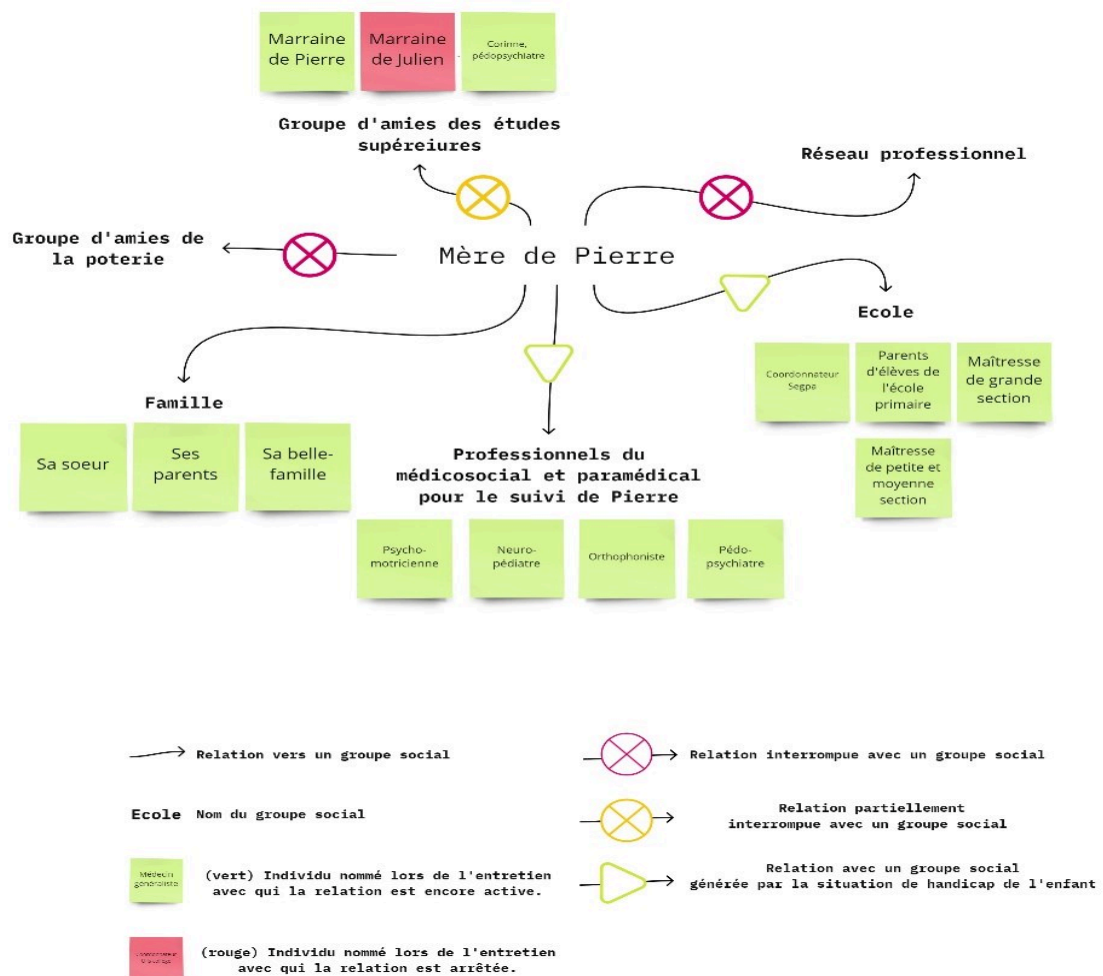 Marraine
de Pierre
Marraine
de Julien
Corinne,
pédopsychiatre
Groupe d'amies des études
supéreiures
Réseau professionnel
Groupe d'amies de
la poterie
Mère de Pierre
Ecole
Coordonnateur
Segpa
Parents
d'élèves de
l'école
primaire
Maîtresse
de grande
section
Maîtresse
de petite et
moyenne
section
Famille
Sa soeur
Ses
parents
Sa belle-
famille
Professionnels du
médicosocial et paramédical
pour le suivi de Pierre
Psycho-
motricienne
Neuro-
pédiatre
Orthophoniste
Pédo-
psychiatre
Relation vers un groupe social
Relation interrompue avec un groupe social
Ecole Nom du groupe social
Relation partiellement
interrompue avec un groupe social
Médecin
généraliste
(vert) Individu nommé lors de l'entretien
avec qui la relation est encore active.
Relation avec un groupe social
générée par la situation de handicap de l'enfant
Coordonnateur
(rouge) Individu nommé lors de l'entretien
avec qui la relation est arrêtée.